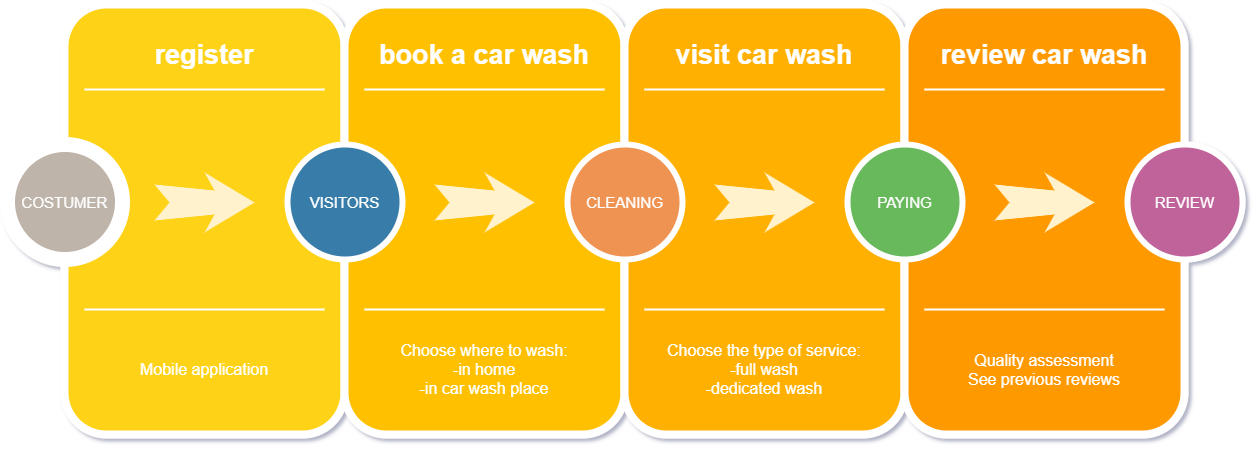 register
book a car wash
visit car wash
review car wash
COSTUMER
VISITORS
CLEANING
PAYING
REVIEW
Mobile application
Choose where to wash:
-in home
-in car wash place
Choose the type of service:
-full wash
-dedicated wash
Quality assessment
See previous reviews